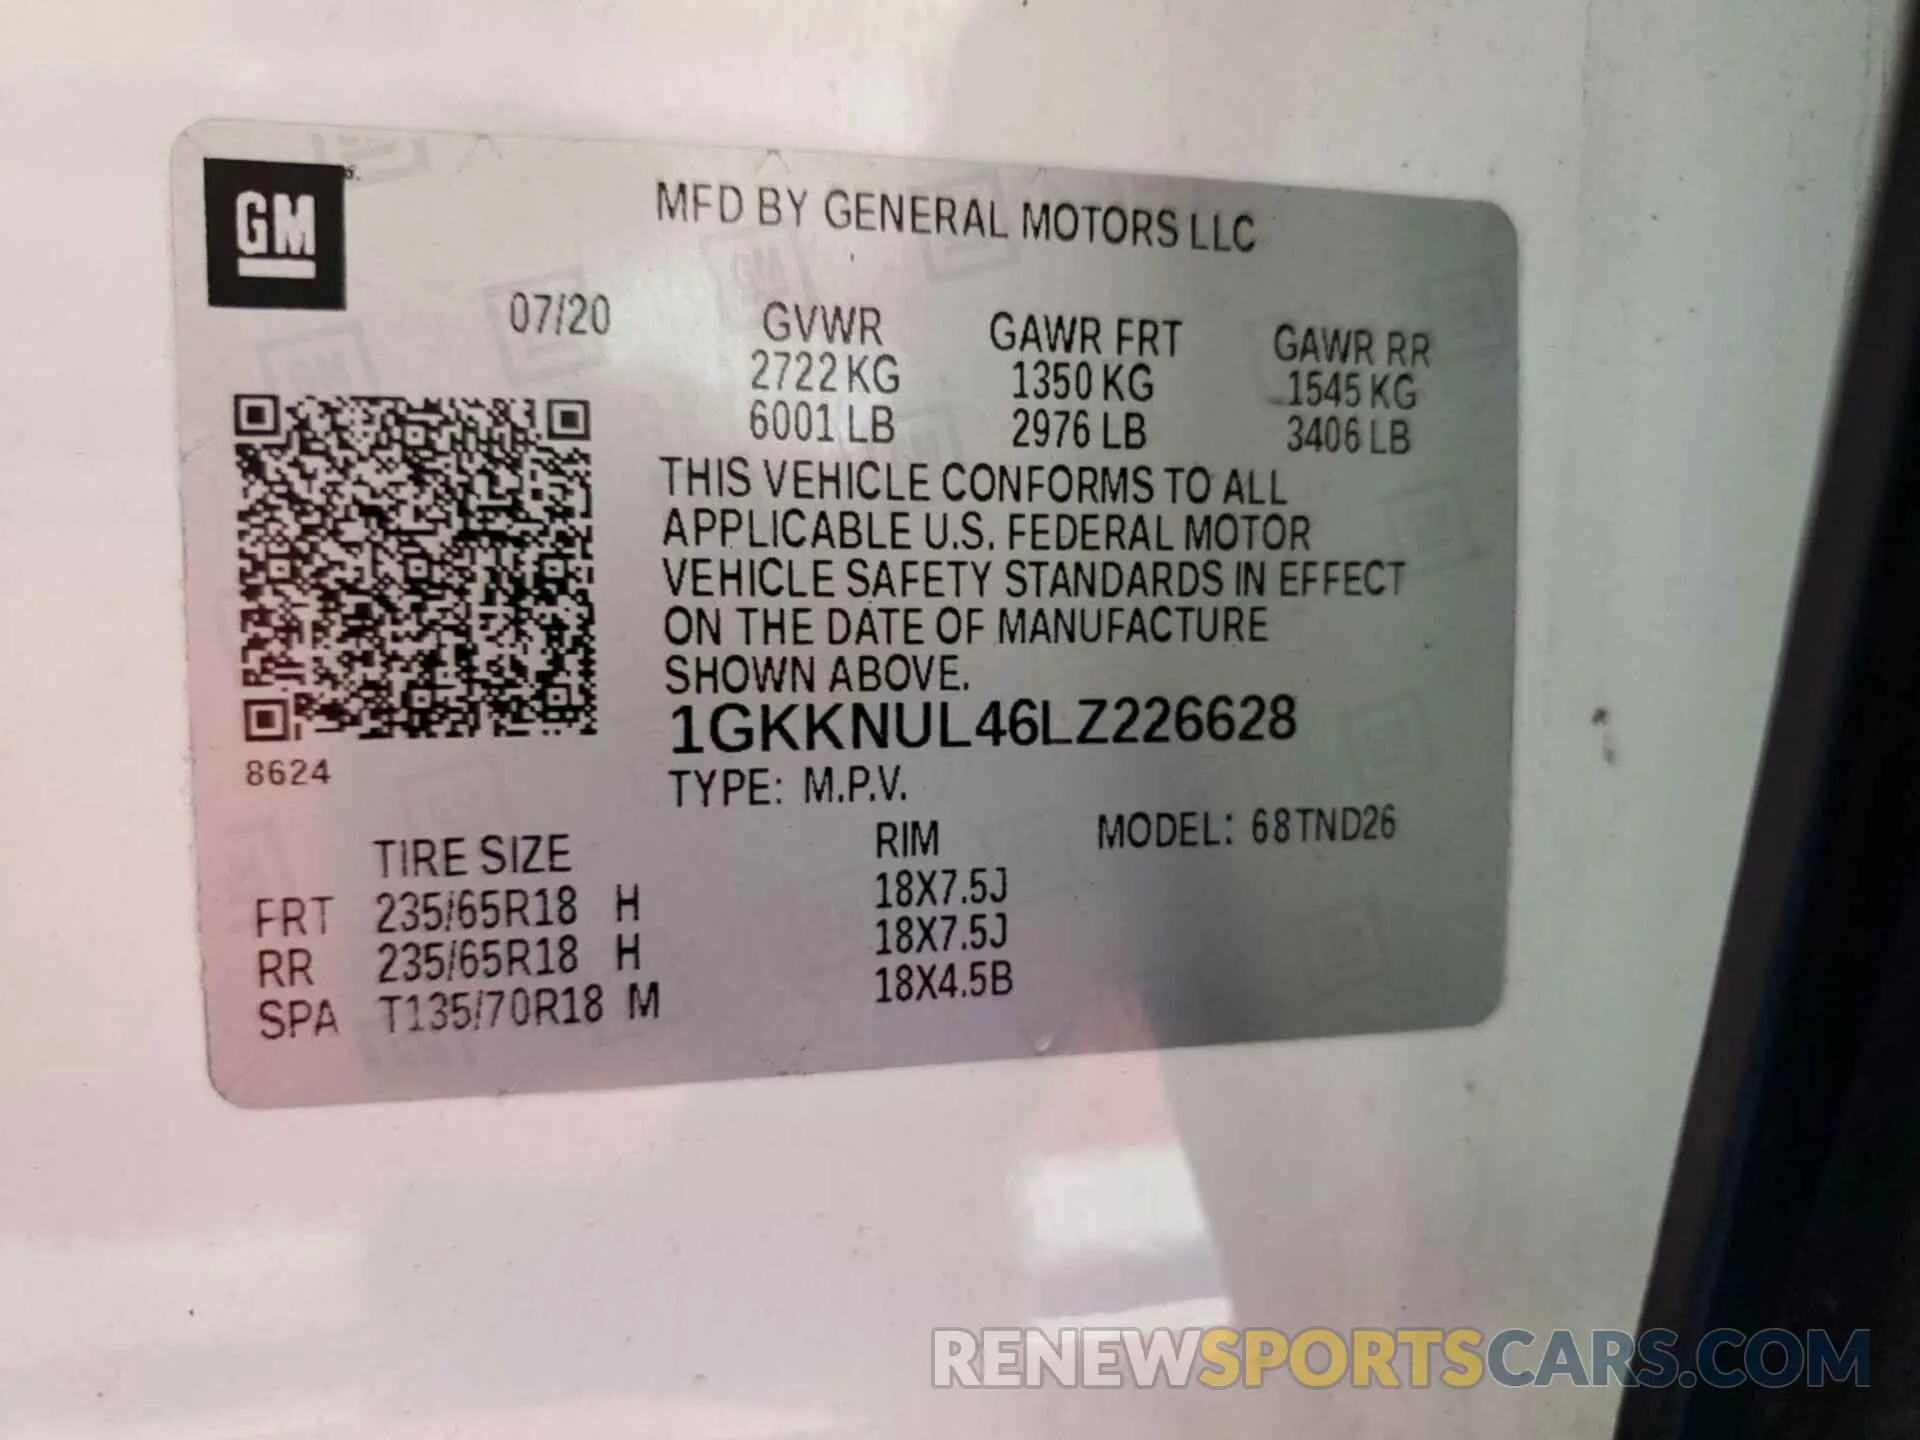 GM
MFD BY GENERAL MOTORS LLC
07/20
GVWR GAWR FRT GAWR RR
2722 KG 1350 KG 1545 KG
6001 LB 2976 LB 3406 LB
THIS VEHICLE CONFORMS TO ALL
APPLICABLE U.S. FEDERAL MOTOR
VEHICLE SAFETY STANDARDS IN EFFECT
ON THE DATE OF MANUFACTURE
SHOWN ABOVE.
1GKKNUL46LZ226628
8624
TYPE: M.P.V.
TIRE SIZE RIM MODEL: 68TND26
FRT 235/65R18 H 18X7.5J
RR 235/65R18 H 18X7.5J
SPA T135/70R18 M 18X4.5B
RENEWSPORTSCARS.COM